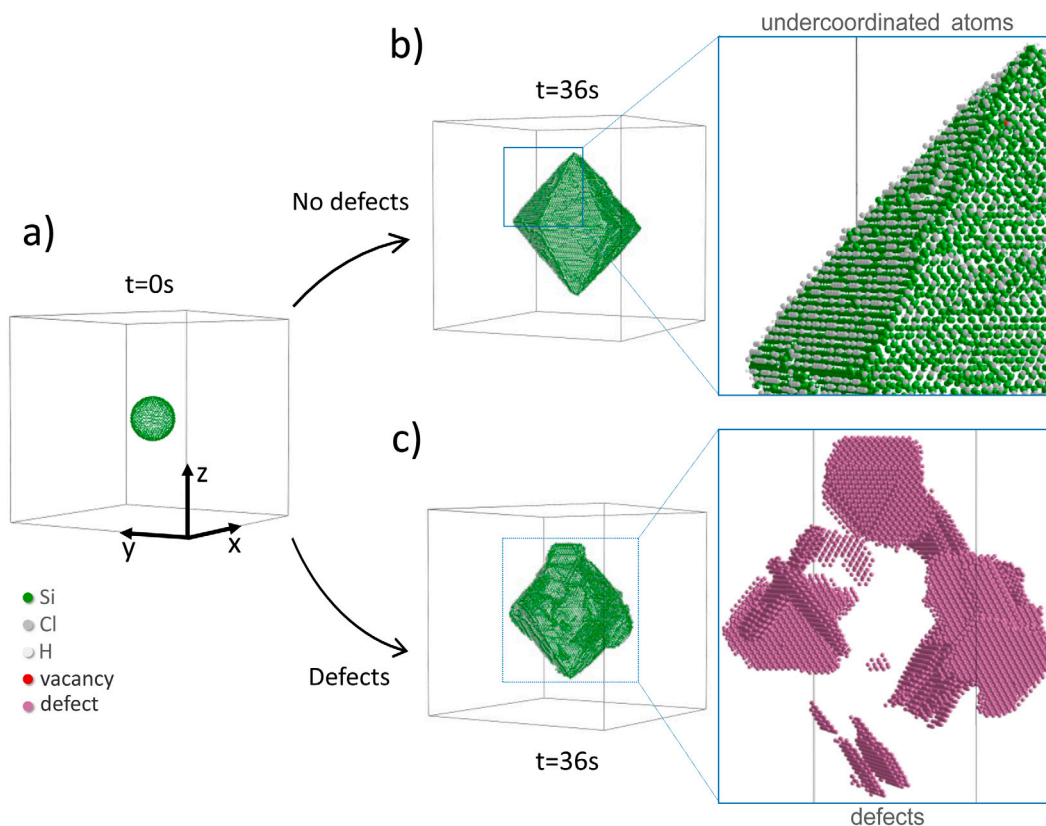 a)
t=0s
z
y
x
Si
Cl
H
vacancy
defect
No defects
Defects
b)
t=36s
undercoordinated atoms
c)
t=36s
defects